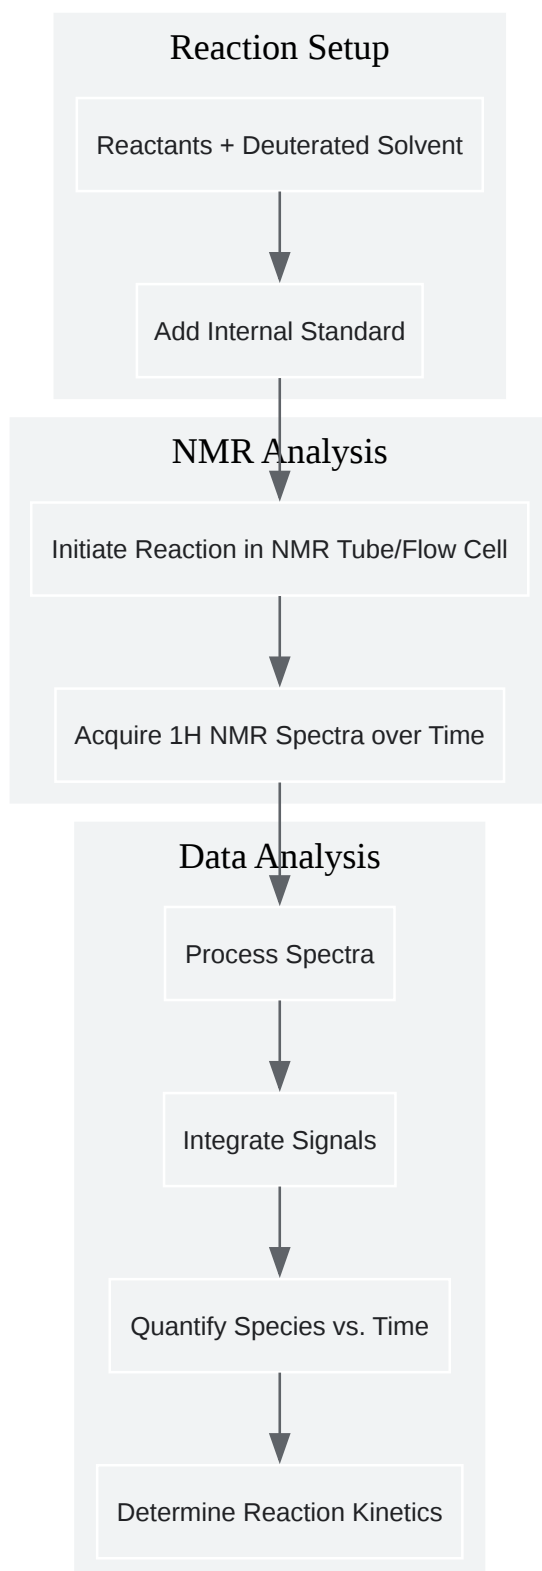 Reaction Setup
Reactants + Deuterated Solvent
Add Internal Standard
NMR Analysis
Initiate Reaction in NMR Tube/Flow Cell
Acquire 1H NMR Spectra over Time
Data Analysis
Process Spectra
Integrate Signals
Quantify Species vs. Time
Determine Reaction Kinetics